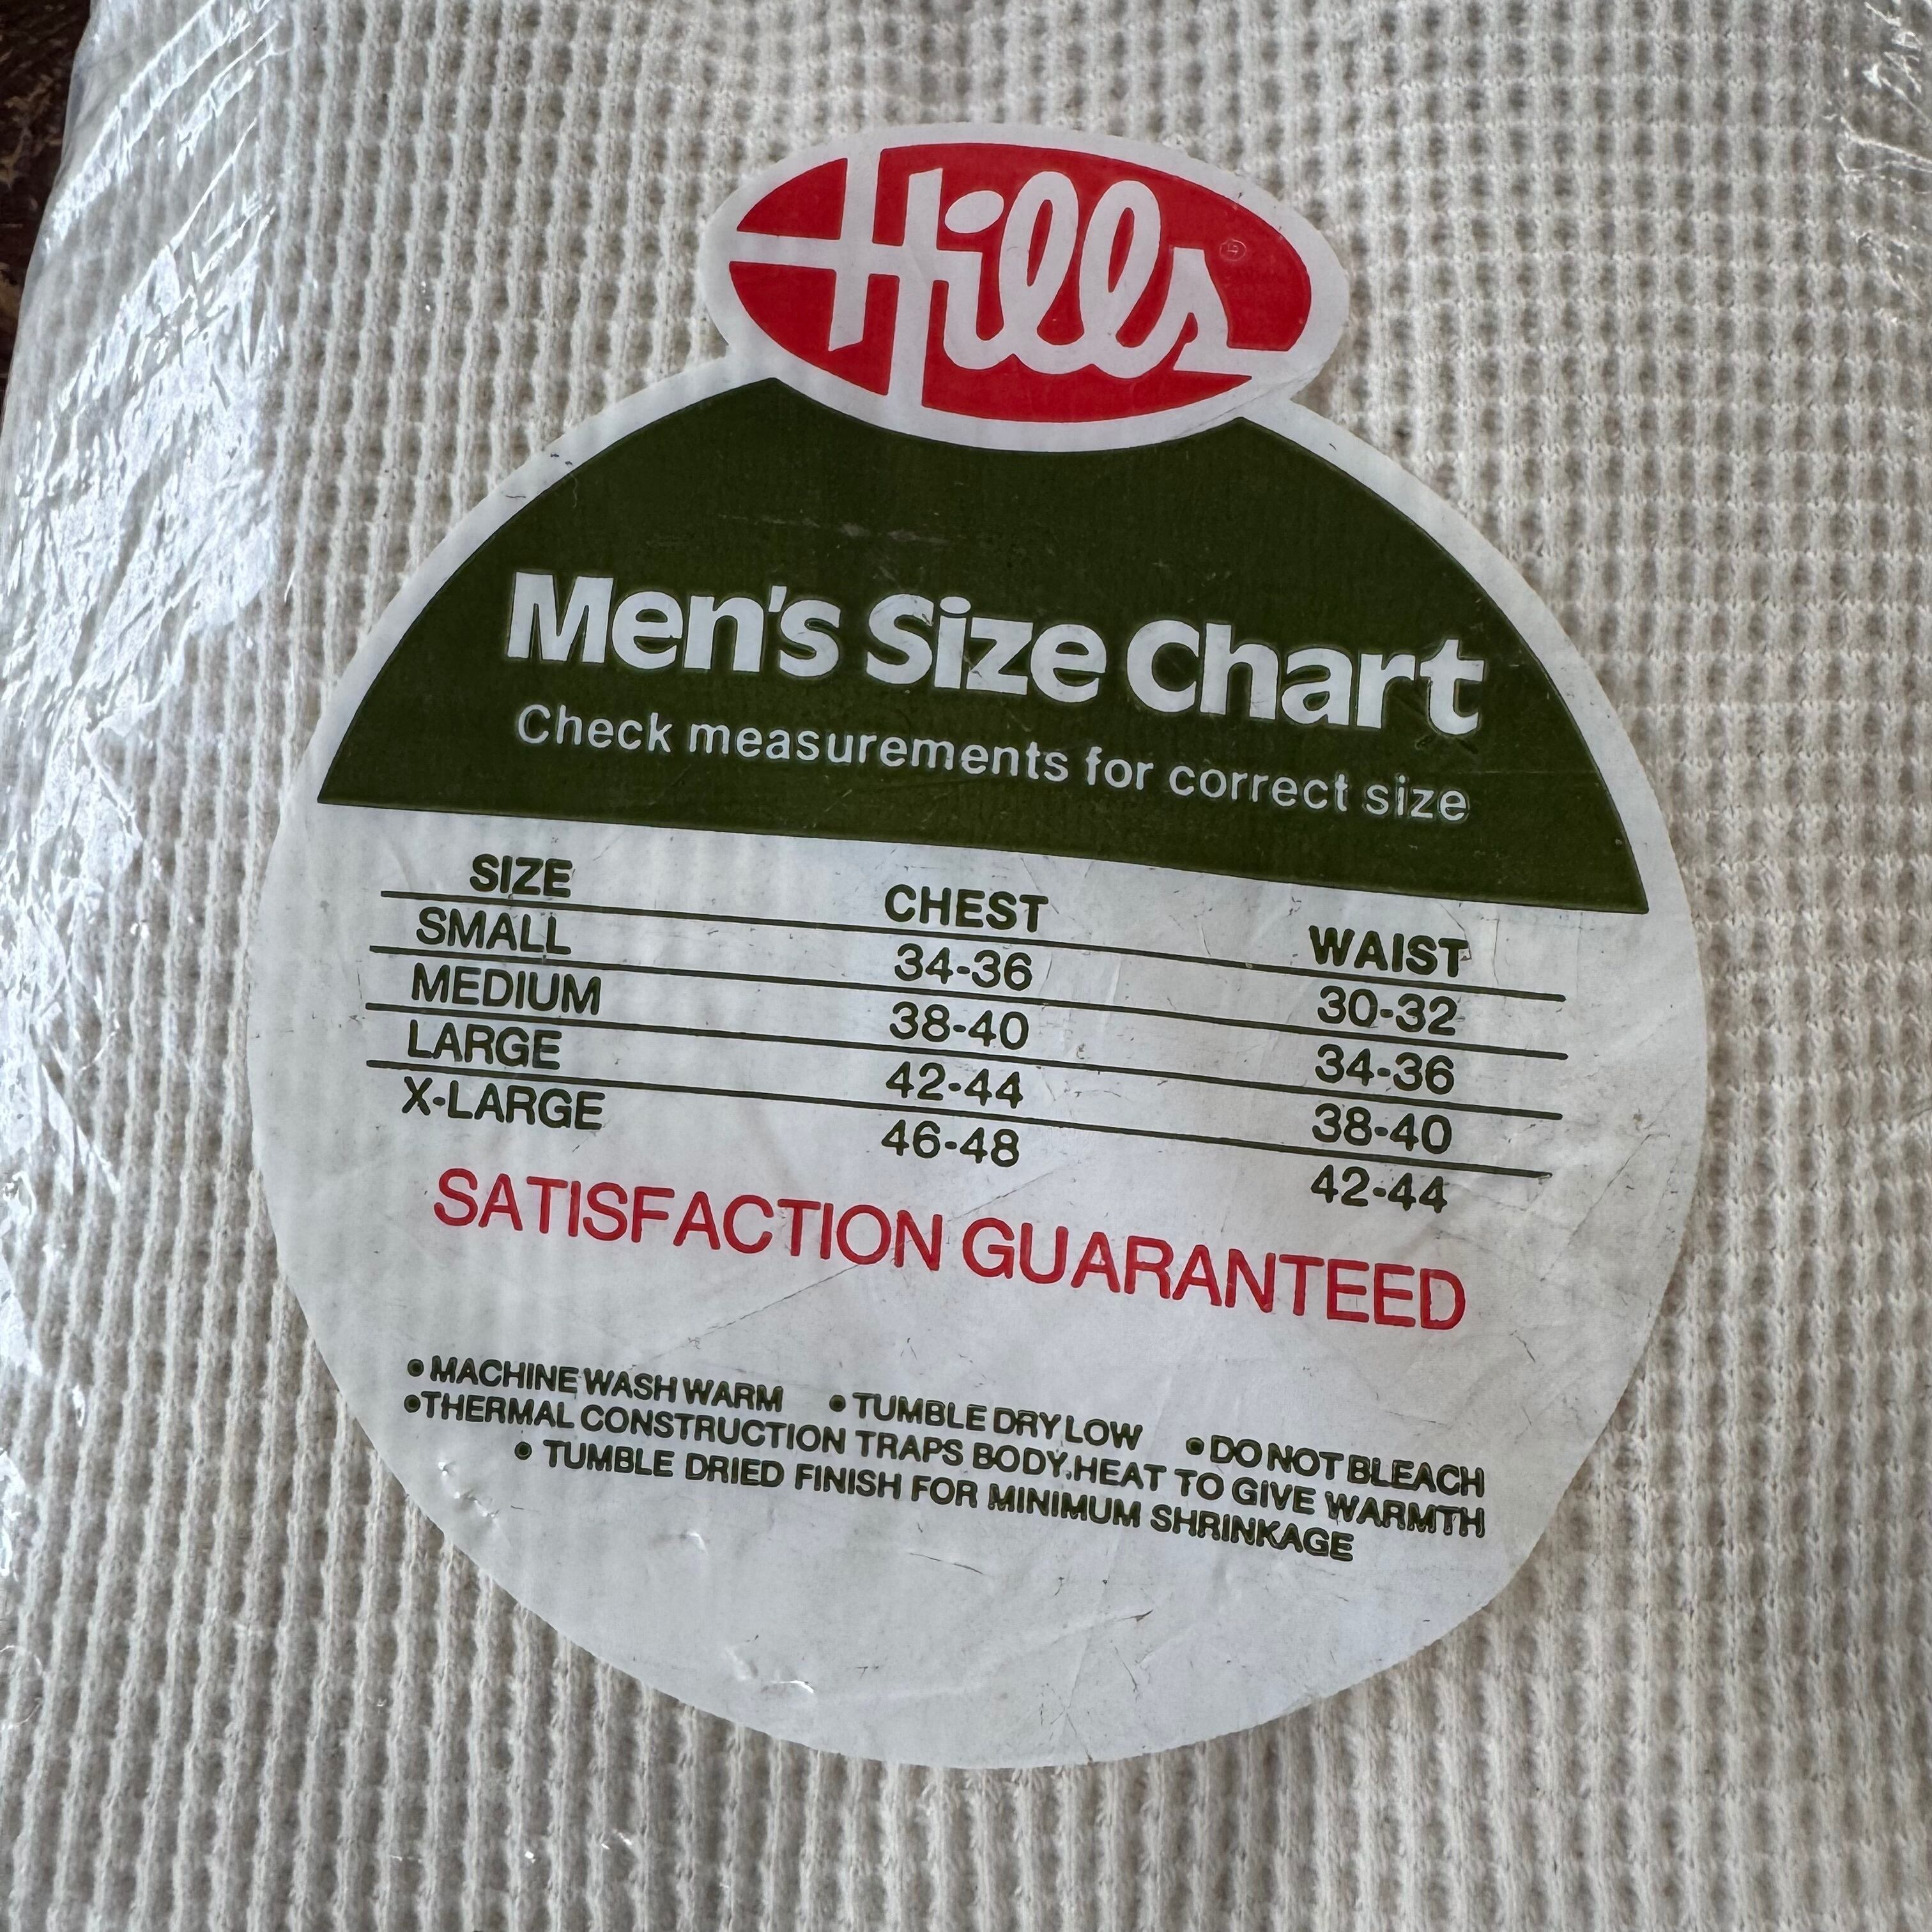 Hills
Men's Size Chart
Check measurements for correct size
SIZE CHEST WAIST
SMALL 34-36 30-32
MEDIUM 38-40 34-36
LARGE 42-44 38-40
X-LARGE 46-48 42-44
SATISFACTION GUARANTEED
• MACHINE WASH WARM • TUMBLE DRY LOW • DO NOT BLEACH
• THERMAL CONSTRUCTION TRAPS BODY.HEAT TO GIVE WARMTH
• TUMBLE DRIED FINISH FOR MINIMUM SHRINKAGE